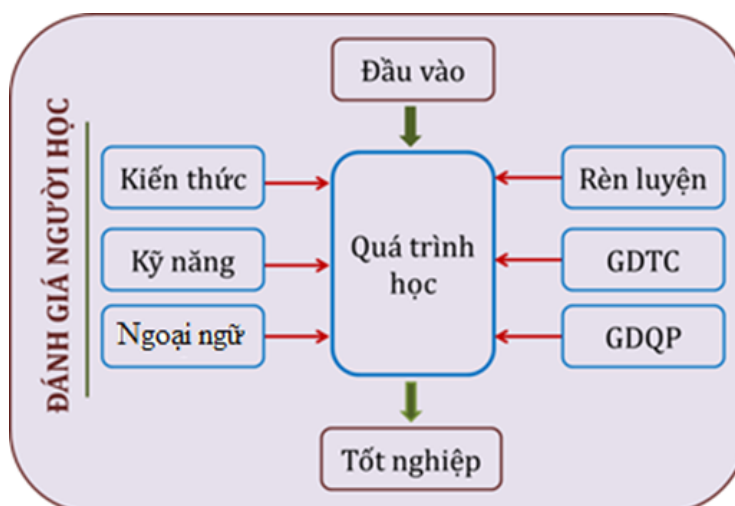 ĐÁNH GIÁ NGƯỜI HỌC
Đầu vào
Kiến thức
Kỹ năng
Ngoại ngữ
Quá trình
học
Rèn luyện
GDTC
GDQP
Tốt nghiệp